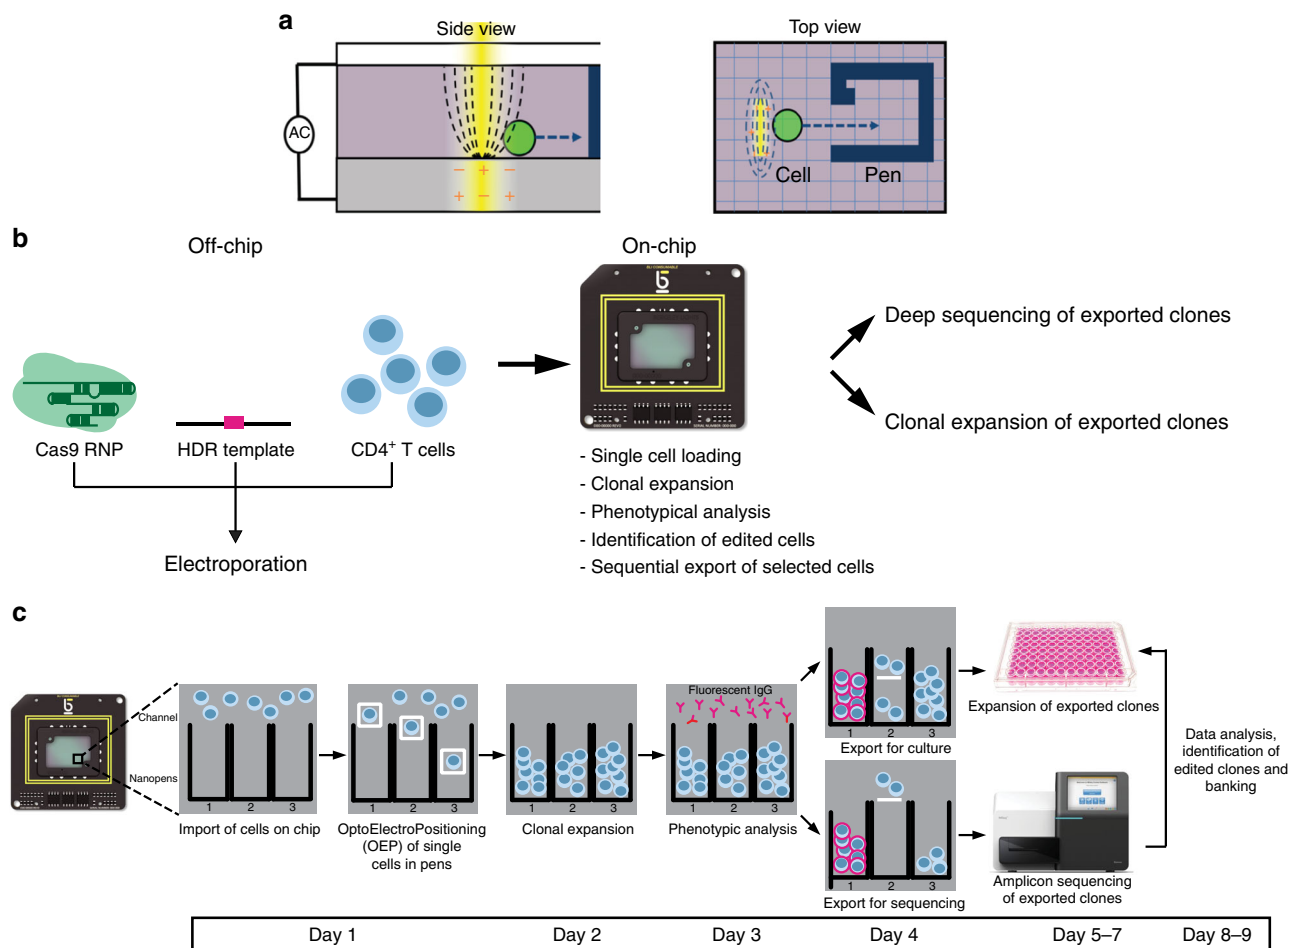 a
Side view
Top view
AC
− + −
+ − +
Cell
Pen
b
Off-chip
On-chip
Cas9 RNP
HDR template
CD4⁺ T cells
Electroporation
- Single cell loading
- Clonal expansion
- Phenotypical analysis
- Identification of edited cells
- Sequential export of selected cells
Deep sequencing of exported clones
Clonal expansion of exported clones
c
Channel
Nanopens
1 2 3
Import of cells on chip
1 2 3
OptoElectroPositioning
(OEP) of single
cells in pens
1 2 3
Clonal expansion
Fluorescent IgG
1 2 3
Phenotypic analysis
1 2 3
Export for culture
1 2 3
Export for sequencing
Expansion of exported clones
Amplicon sequencing
of exported clones
Data analysis,
identification of
edited clones and
banking
Day 1
Day 2
Day 3
Day 4
Day 5–7
Day 8–9